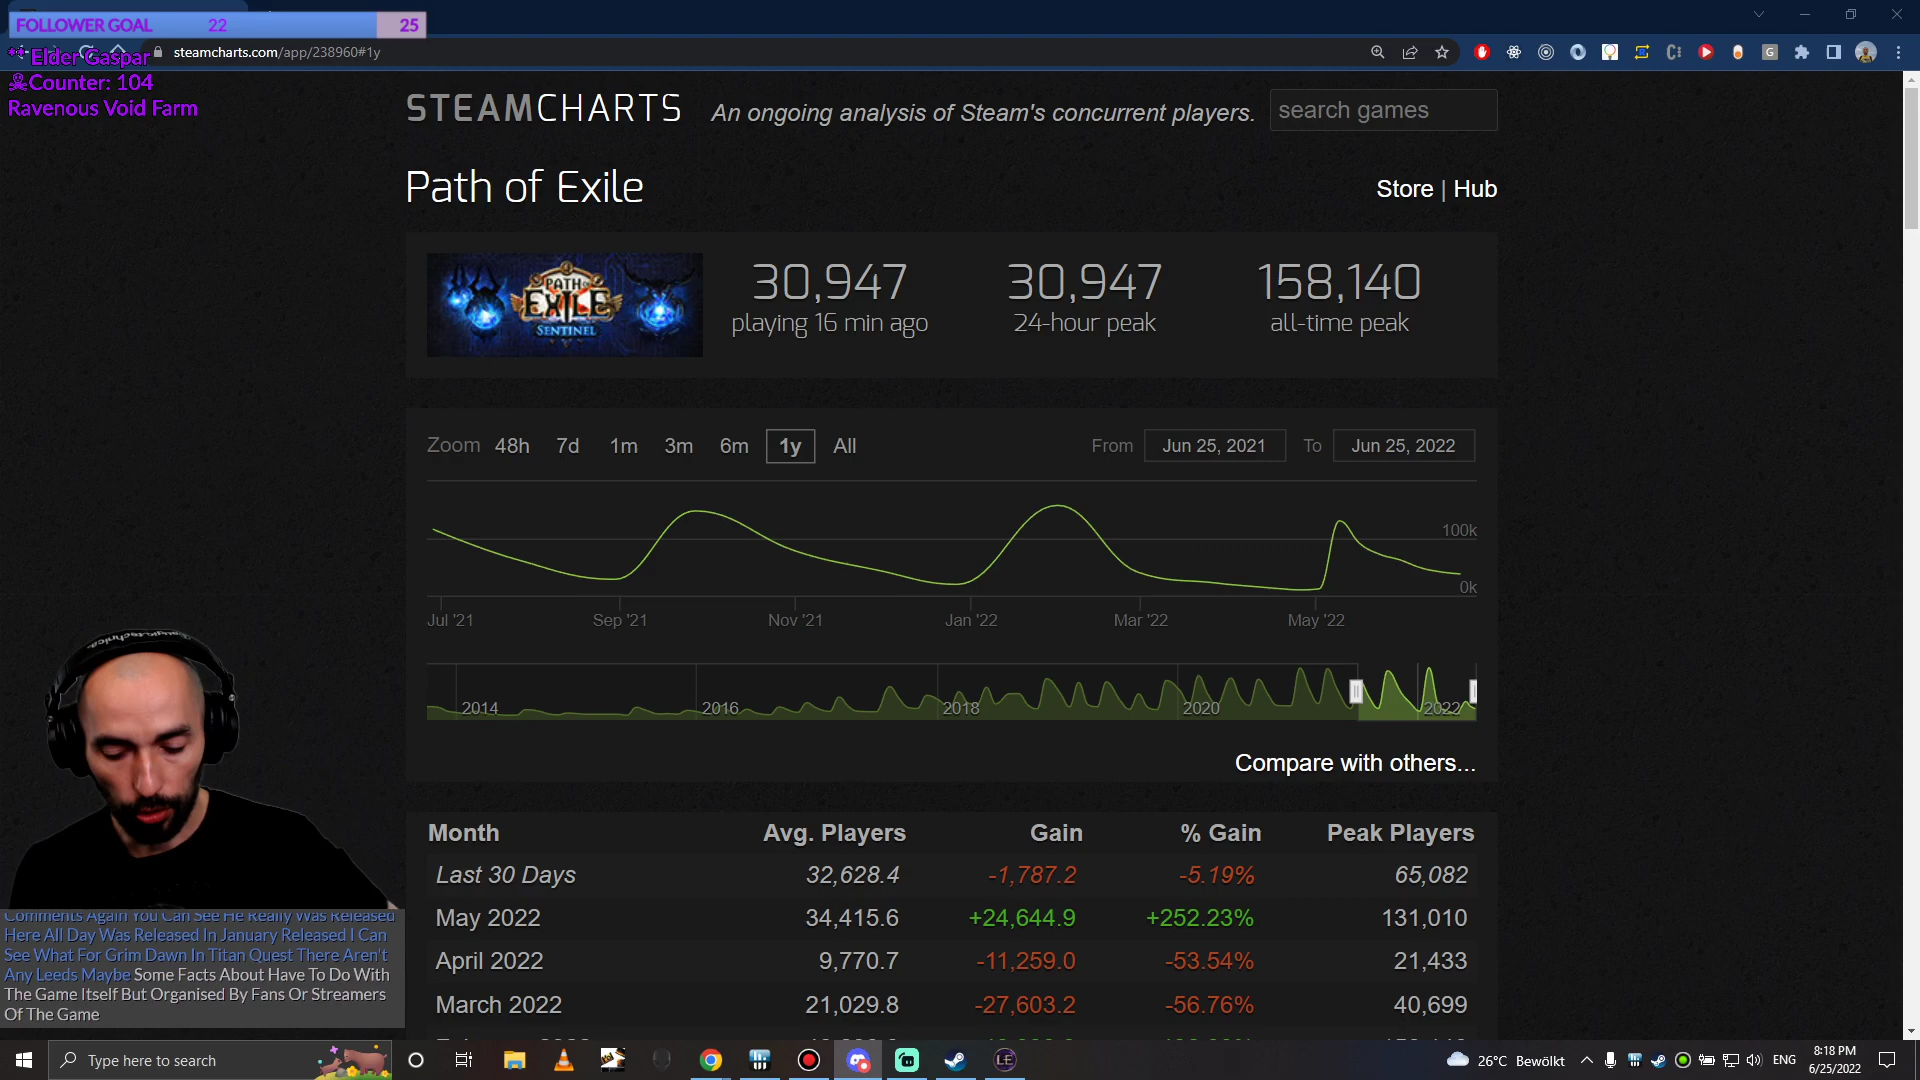 FOLLOWER GOAL 22 25
steamcharts.com/app/238960#1y
Elder Gaspar
Counter: 104
Ravenous Void Farm
STEAMCHARTS An ongoing analysis of Steam's concurrent players. search games
Path of Exile Store | Hub
PATH OF EXILE SENTINEL
30,947 30,947 158,140
playing 16 min ago 24-hour peak all-time peak
Zoom 48h 7d 1m 3m 6m 1y All From Jun 25, 2021 To Jun 25, 2022
100k
0k
Jul '21 Sep '21 Nov '21 Jan '22 Mar '22 May '22
2014 2016 2018 2020 2022
Compare with others...
Month Avg. Players Gain % Gain Peak Players
Last 30 Days 32,628.4 -1,787.2 -5.19% 65,082
May 2022 34,415.6 +24,644.9 +252.23% 131,010
April 2022 9,770.7 -11,259.0 -53.54% 21,433
March 2022 21,029.8 -27,603.2 -56.76% 40,699
Comments Again You Can See He Really Was Released
Here All Day Was Released In January Released I Can
See What For Grim Dawn In Titan Quest There Aren't
Any Leeds Maybe Some Facts About Have To Do With
The Game Itself But Organised By Fans Or Streamers
Of The Game
Type here to search
26°C Bewölkt ENG 8:18 PM
6/25/2022